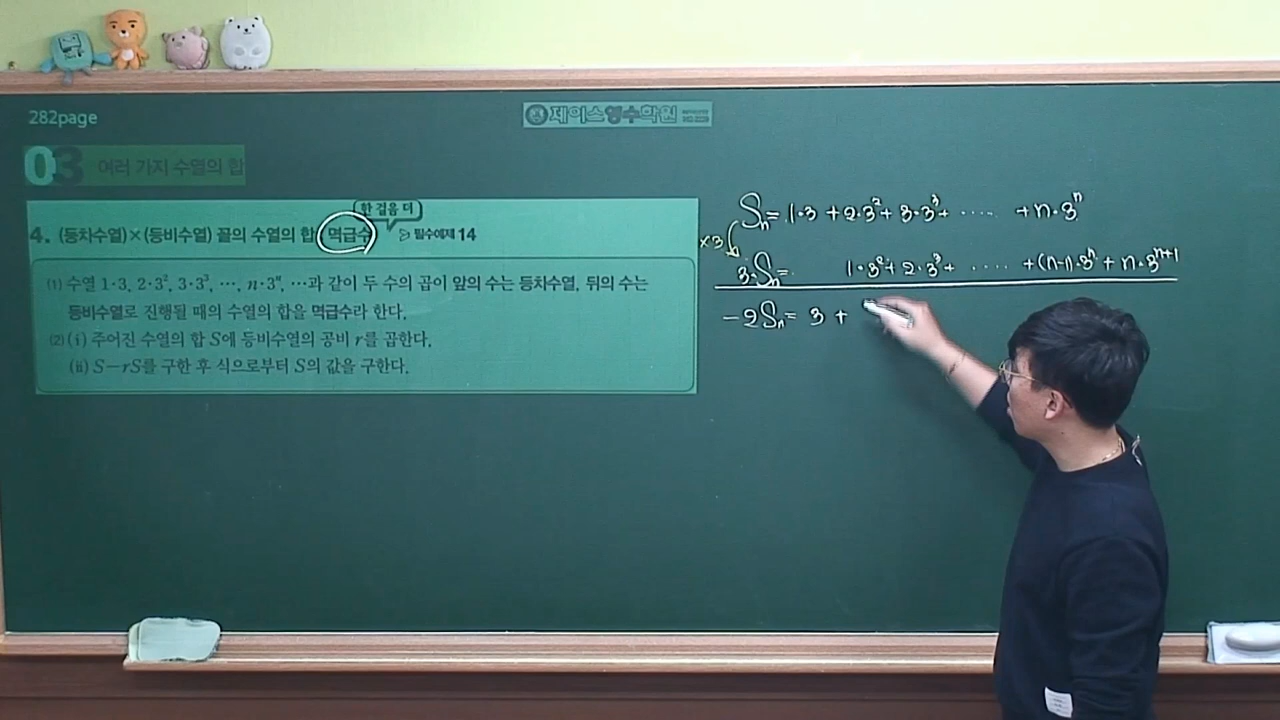 282page
제이스영수학원
03 여러 가지 수열의 합
한 걸음 더
4. (등차수열)×(등비수열) 꼴의 수열의 합 멱급수 ▷ 필수예제 14
(1) 수열 1·3, 2·3², 3·3³, ⋯, n·3ⁿ, ⋯과 같이 두 수의 곱이 앞의 수는 등차수열, 뒤의 수는
등비수열로 진행될 때의 수열의 합을 멱급수라 한다.
(2) (i) 주어진 수열의 합 S에 등비수열의 공비 r를 곱한다.
(ii) S−rS를 구한 후 식으로부터 S의 값을 구한다.
Sₙ= 1·3 + 2·3² + 3·3³ + ⋯⋯ + n·3ⁿ
×3
3·Sₙ= 1·3² + 2·3³ + ⋯⋯ + (n-1)·3ⁿ + n·3ⁿ⁺¹
-2Sₙ= 3 +